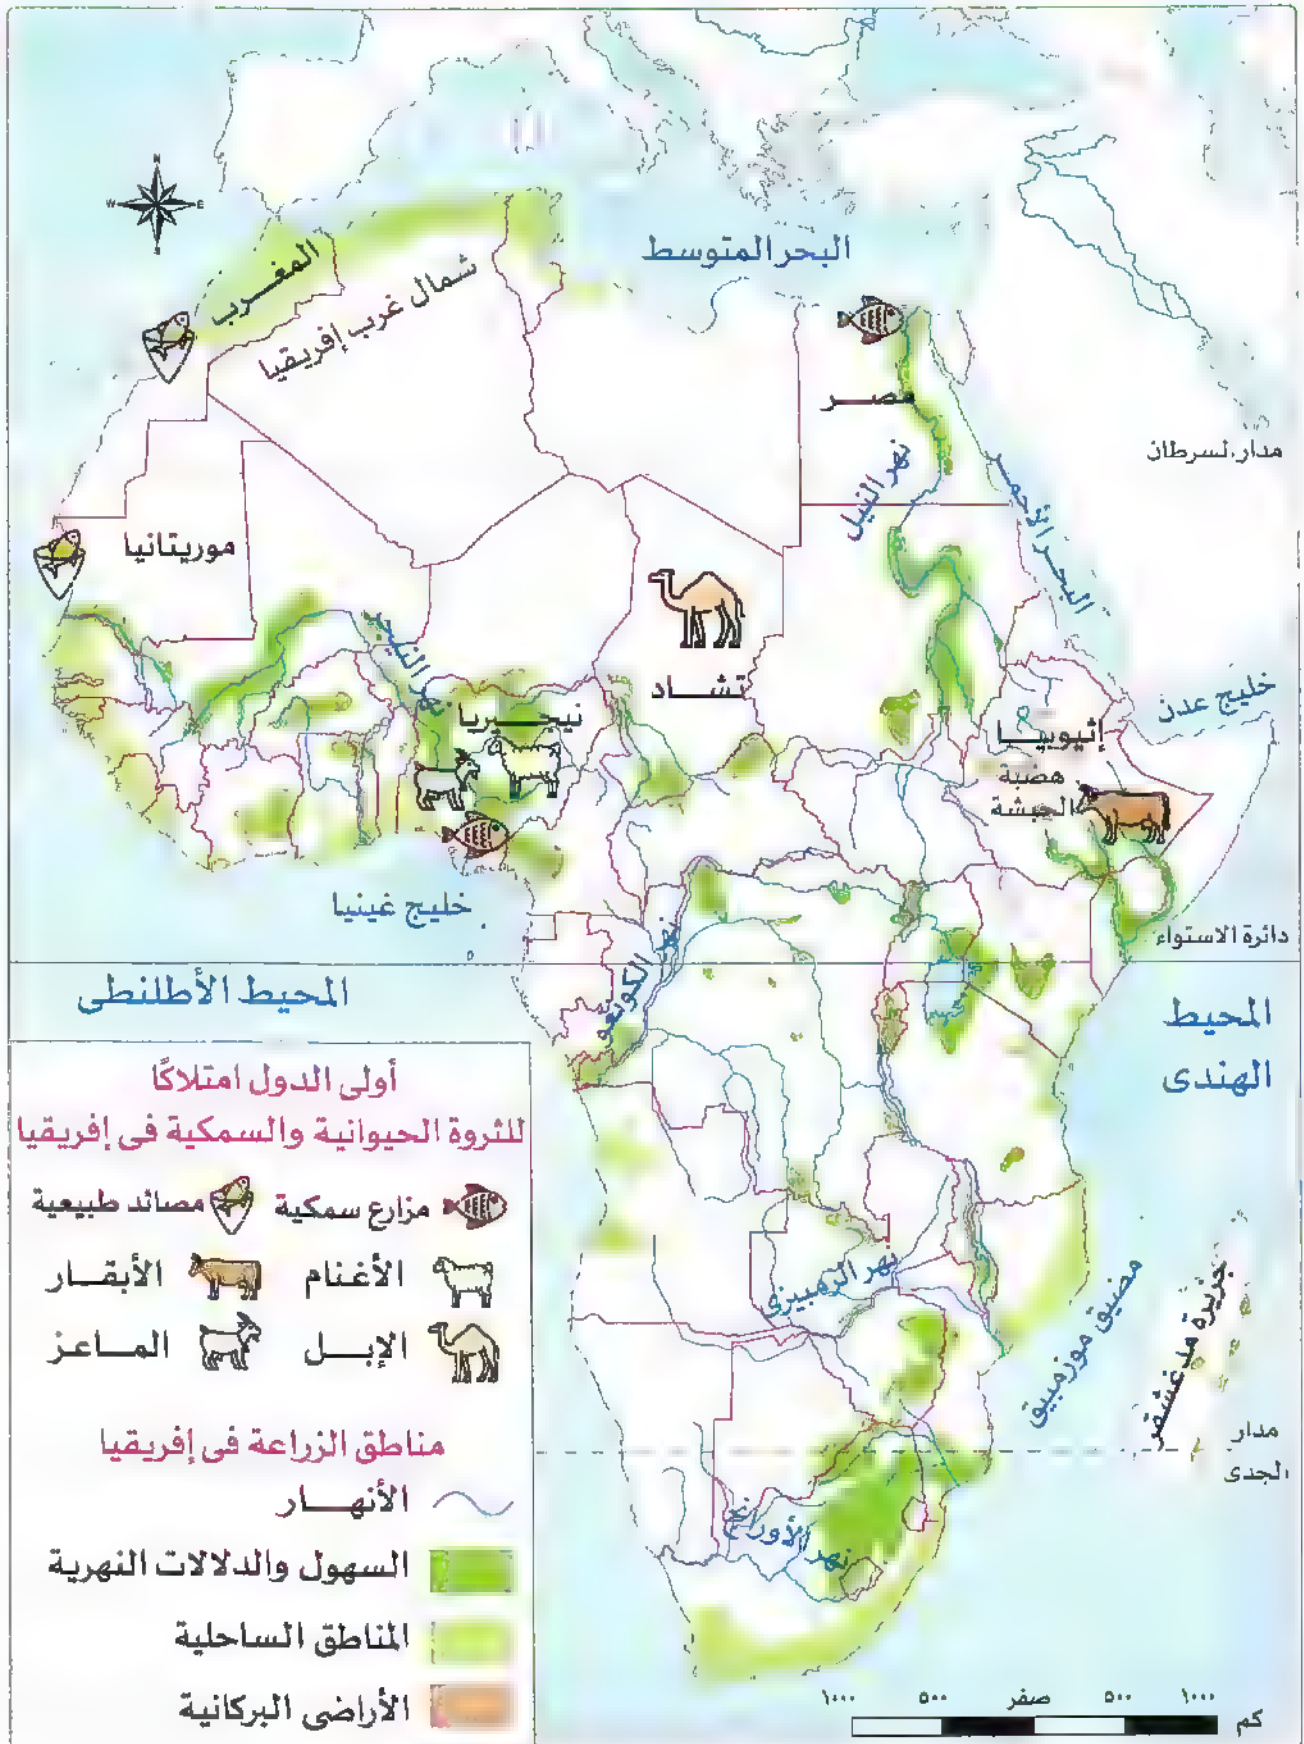 N
W
E
S
البحر المتوسط
المغرب
شمال غرب إفريقيا
مصر
نهر النيل
مدار السرطان
البحر الأحمر
موريتانيا
نهر النيجر
تشاد
نيجيريا
خليج عدن
إثيوبيا
هضبة
الحبشة
خليج غينيا
دائرة الاستواء
نهر الكونغو
المحيط الأطلنطى
المحيط
الهندى
أولى الدول امتلاكًا
للثروة الحيوانية والسمكية فى إفريقيا
مزارع سمكية
مصائد طبيعية
الأغنام
الأبقار
الإبل
الماعز
نهر الزمبيزى
مضيق موزمبيق
جزيرة مدغشقر
مدار
الجدى
مناطق الزراعة فى إفريقيا
الأنهار
نهر الأورانج
السهول والدلالات النهرية
المناطق الساحلية
الأراضى البركانية
١٠٠٠ ٥٠٠ صفر ٥٠٠ ١٠٠٠
كم